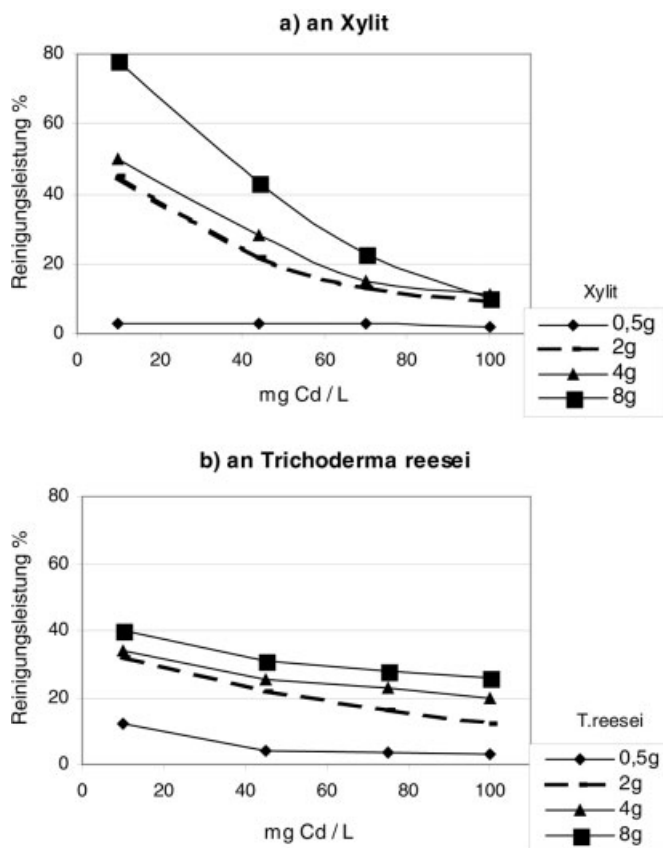 a) an Xylit
Reinigungsleistung %
80
60
40
20
0
0 20 40 60 80 100
mg Cd / L
Xylit
0,5g
2g
4g
8g
b) an Trichoderma reesei
Reinigungsleistung %
80
60
40
20
0
0 20 40 60 80 100
mg Cd / L
T.reesei
0,5g
2g
4g
8g